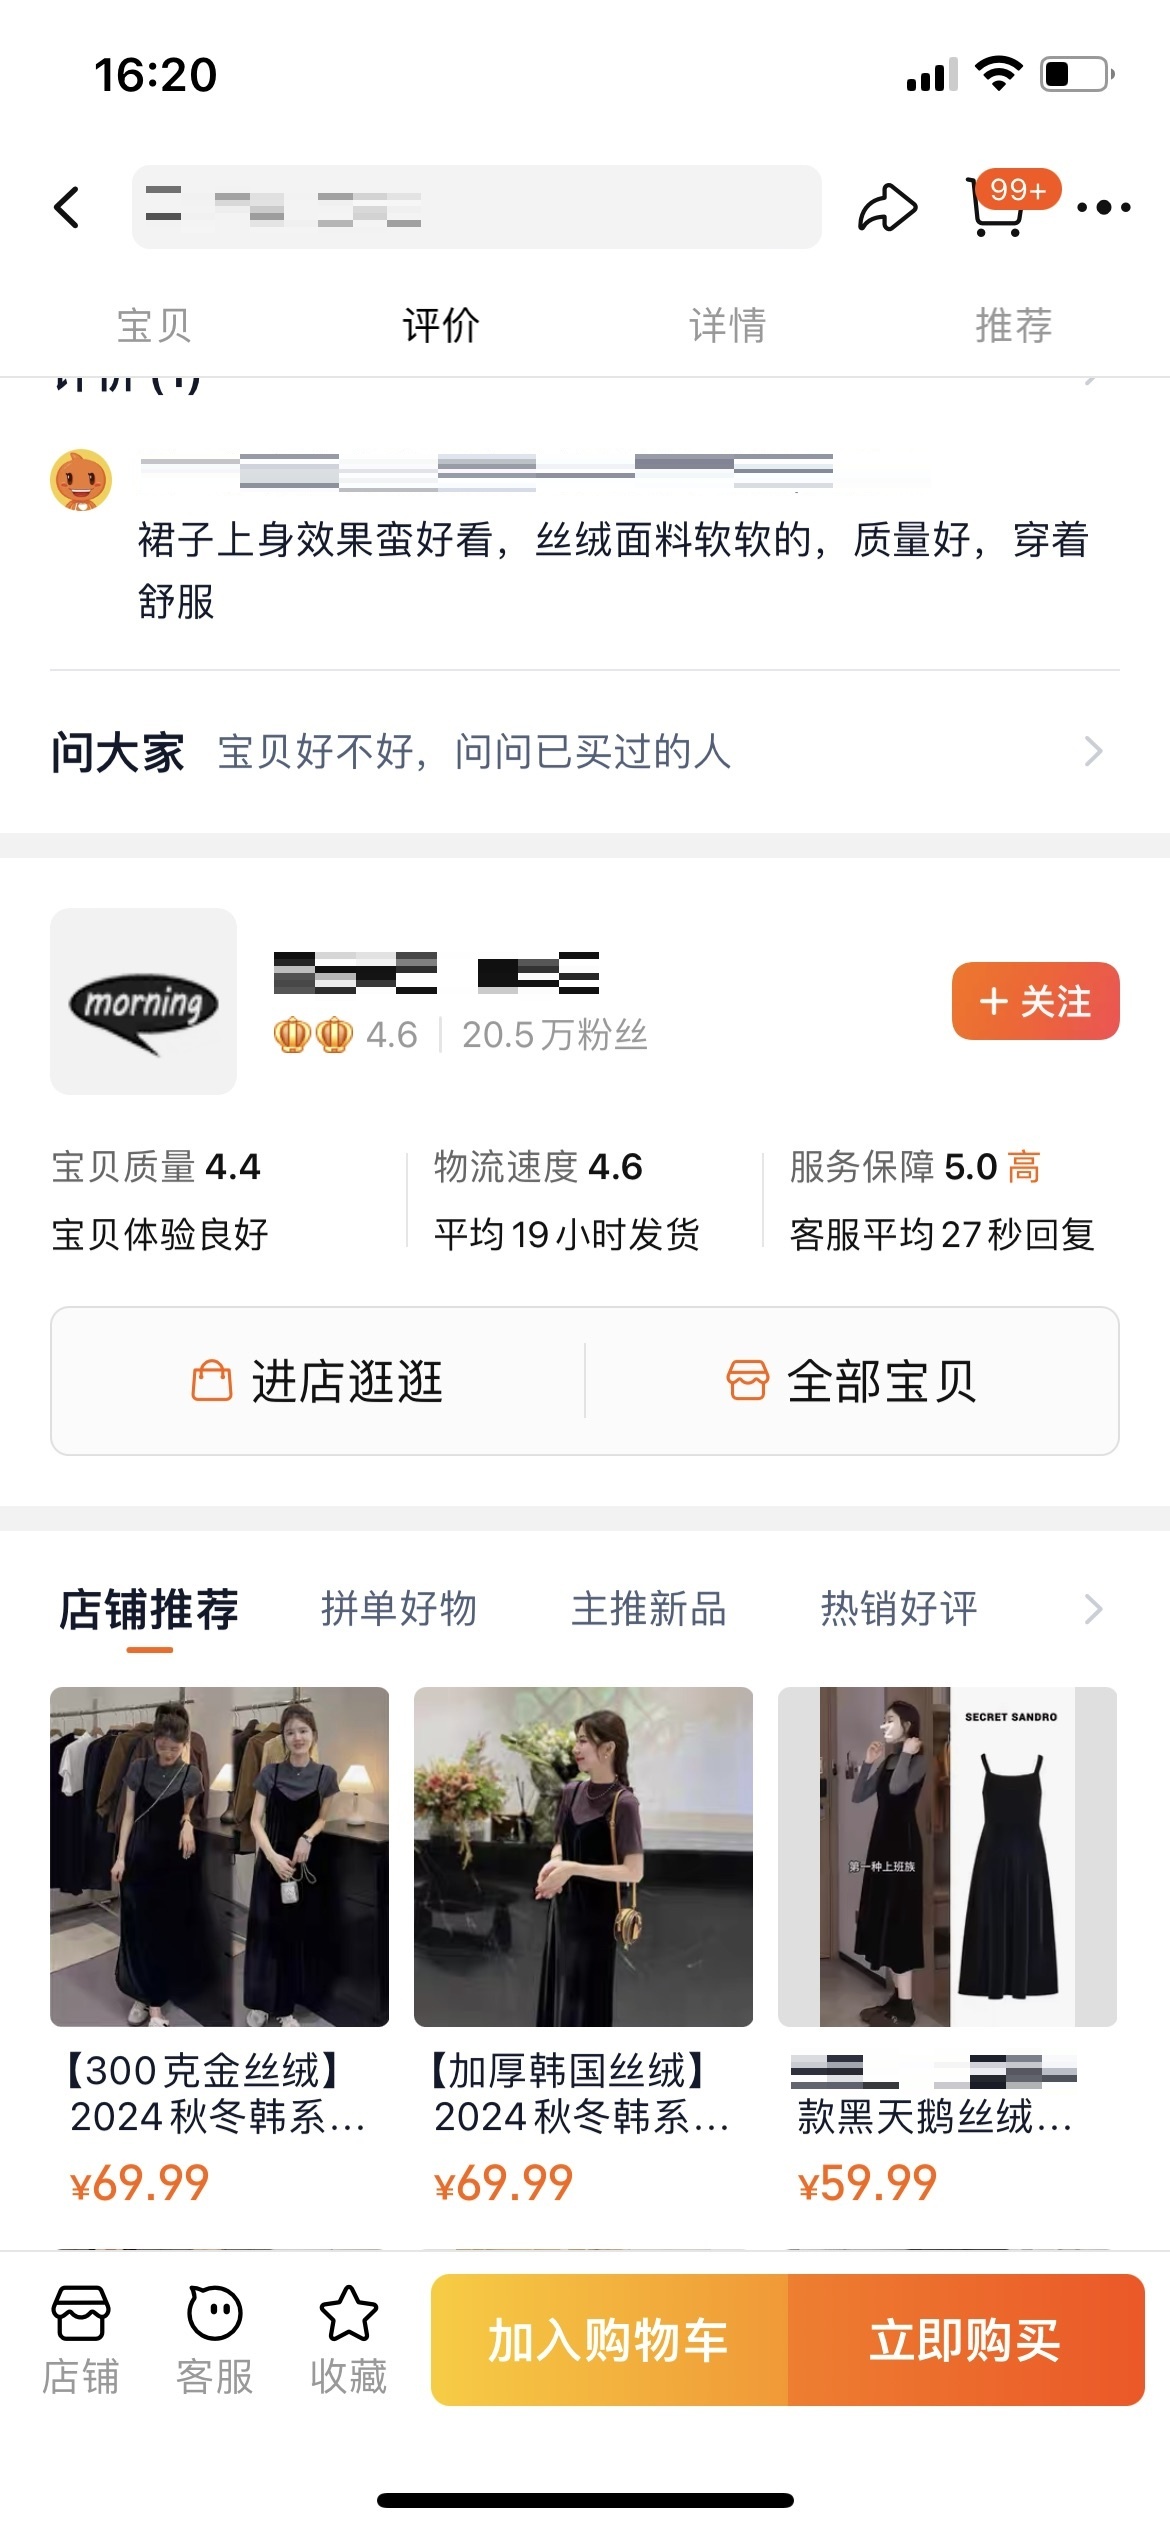 16:20
99+
宝贝
评价
详情
推荐
评价 (1)
裙子上身效果蛮好看，丝绒面料软软的，质量好，穿着
舒服
问大家 宝贝好不好，问问已买过的人
morning
4.6 | 20.5万粉丝
+ 关注
宝贝质量 4.4
宝贝体验良好
物流速度 4.6
平均19小时发货
服务保障 5.0 高
客服平均27秒回复
进店逛逛
全部宝贝
店铺推荐
拼单好物
主推新品
热销好评
SECRET SANDRO
第一种上班族
【300克金丝绒】
2024秋冬韩系...
¥69.99
【加厚韩国丝绒】
2024秋冬韩系...
¥69.99
款黑天鹅丝绒...
¥59.99
店铺
客服
收藏
加入购物车
立即购买